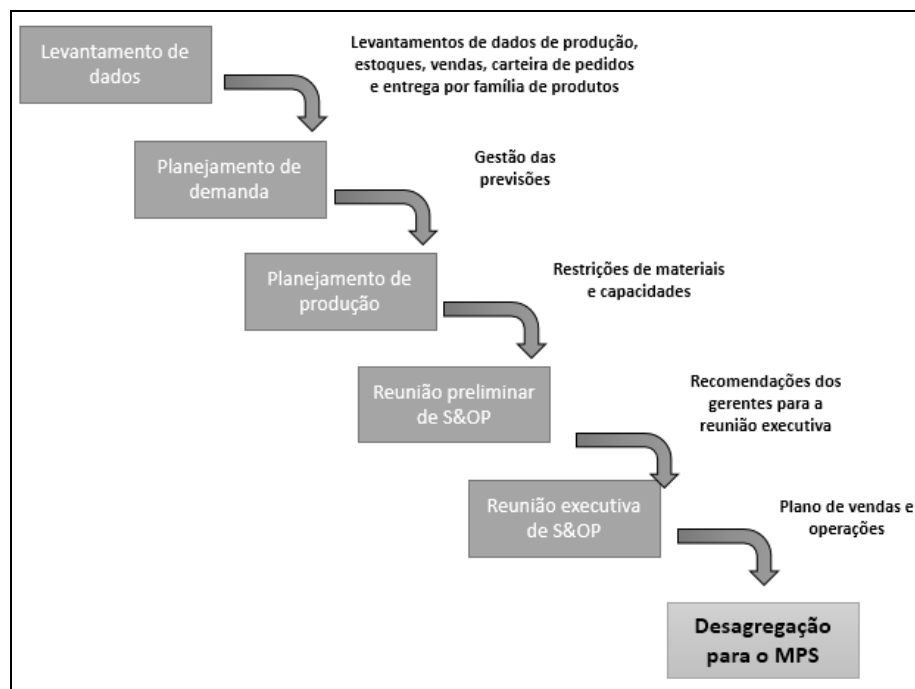 Levantamento de
dados
Levantamentos de dados de produção,
estoques, vendas, carteira de pedidos
e entrega por família de produtos
Planejamento de
demanda
Gestão das
previsões
Planejamento de
produção
Restrições de materiais
e capacidades
Reunião preliminar
de S&OP
Recomendações dos
gerentes para a
reunião executiva
Reunião executiva
de S&OP
Plano de vendas e
operações
Desagregação
para o MPS